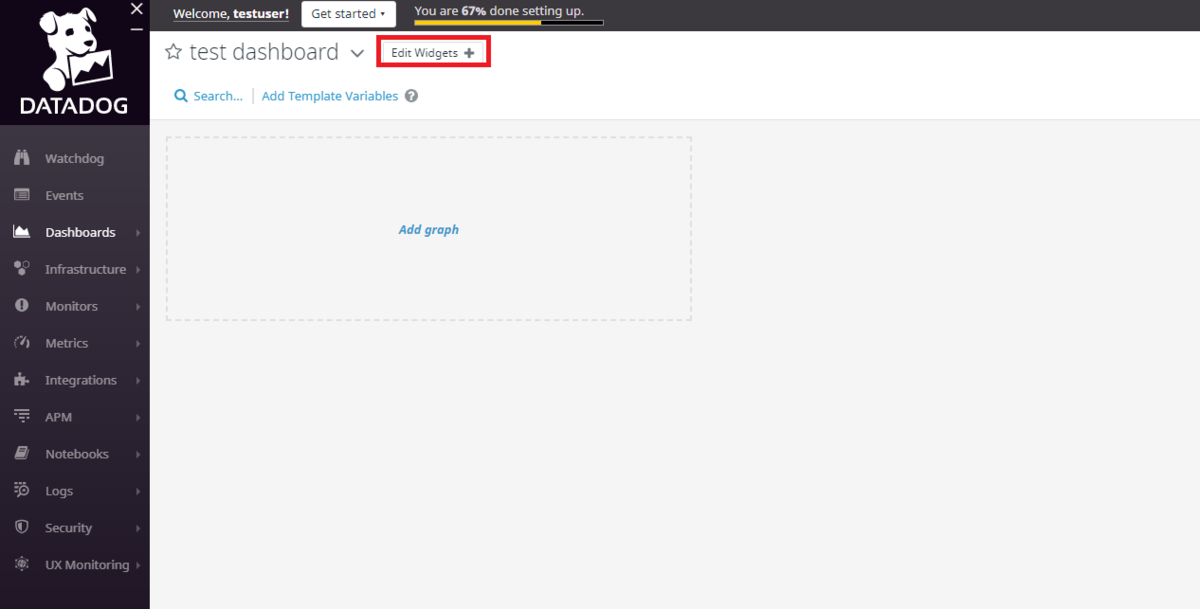 Welcome, testuser!
Get started
You are 67% done setting up.
DATADOG
test dashboard
Edit Widgets
Search...
Add Template Variables
Watchdog
Events
Dashboards
Infrastructure
Monitors
Metrics
Integrations
APM
Notebooks
Logs
Security
UX Monitoring
Add graph